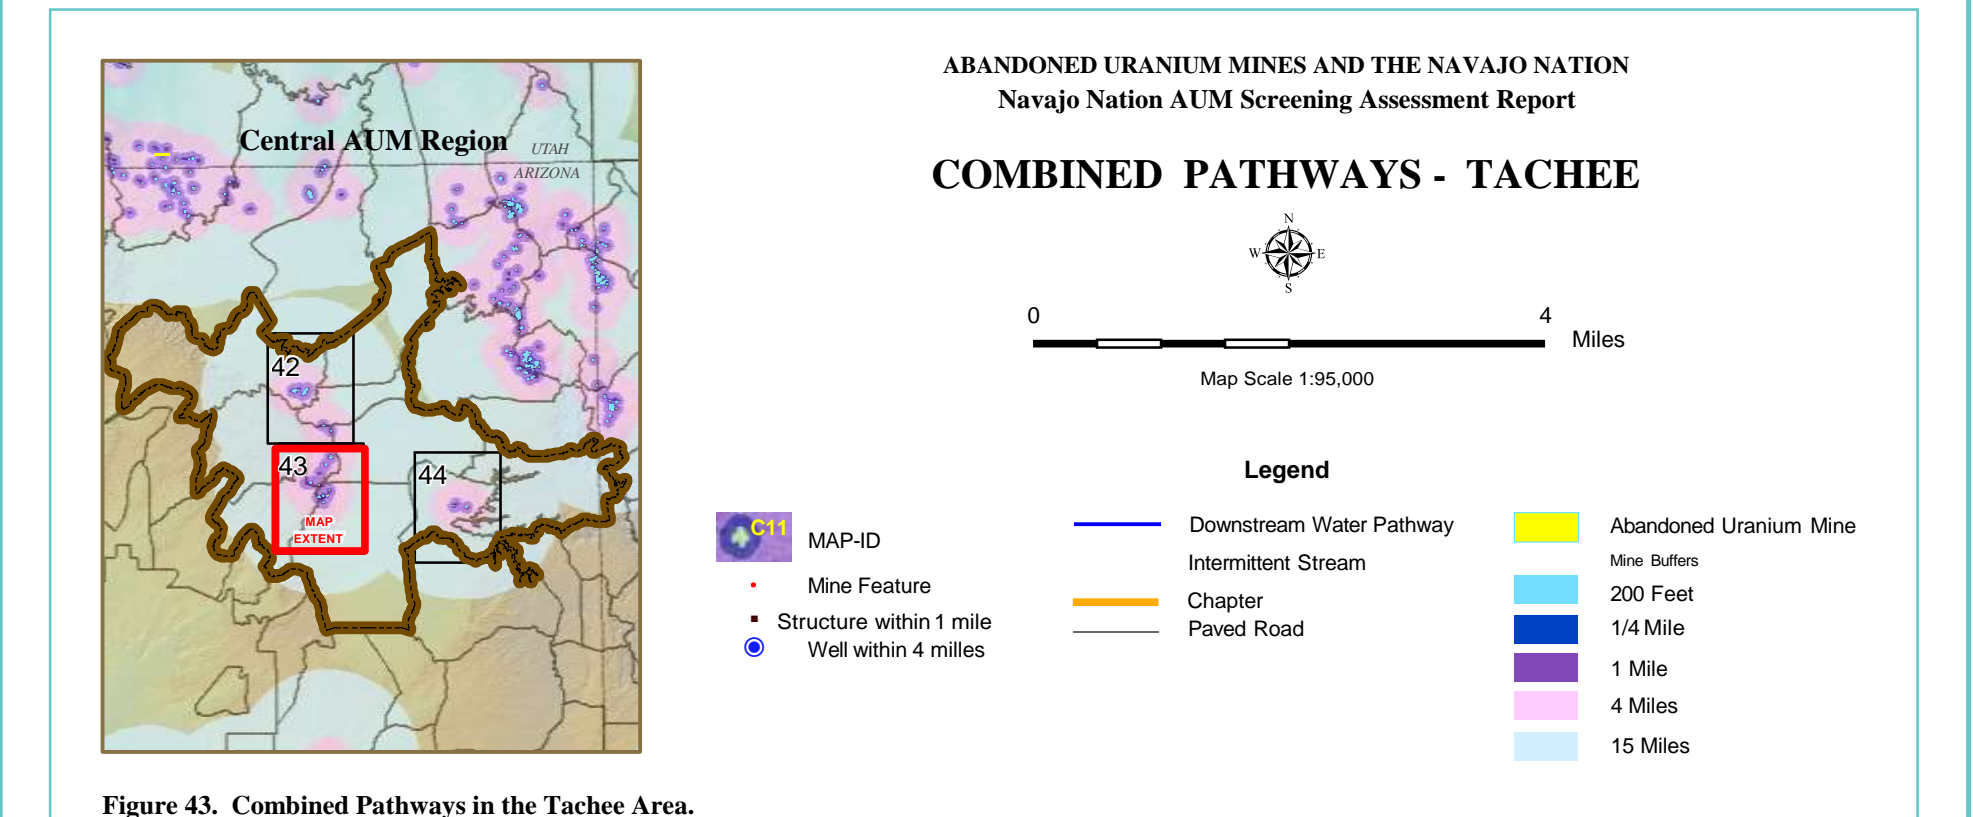 ABANDONED URANIUM MINES AND THE NAVAJO NATION
Navajo Nation AUM Screening Assessment Report
COMBINED PATHWAYS - TACHEE
N
W E
S
0 4
Miles
Map Scale 1:95,000
Central AUM Region
UTAH
ARIZONA
42
43
44
MAP
EXTENT
Legend
C11
MAP-ID
Mine Feature
Structure within 1 mile
Well within 4 milles
Downstream Water Pathway
Intermittent Stream
Chapter
Paved Road
Abandoned Uranium Mine
Mine Buffers
200 Feet
1/4 Mile
1 Mile
4 Miles
15 Miles
Figure 43. Combined Pathways in the Tachee Area.